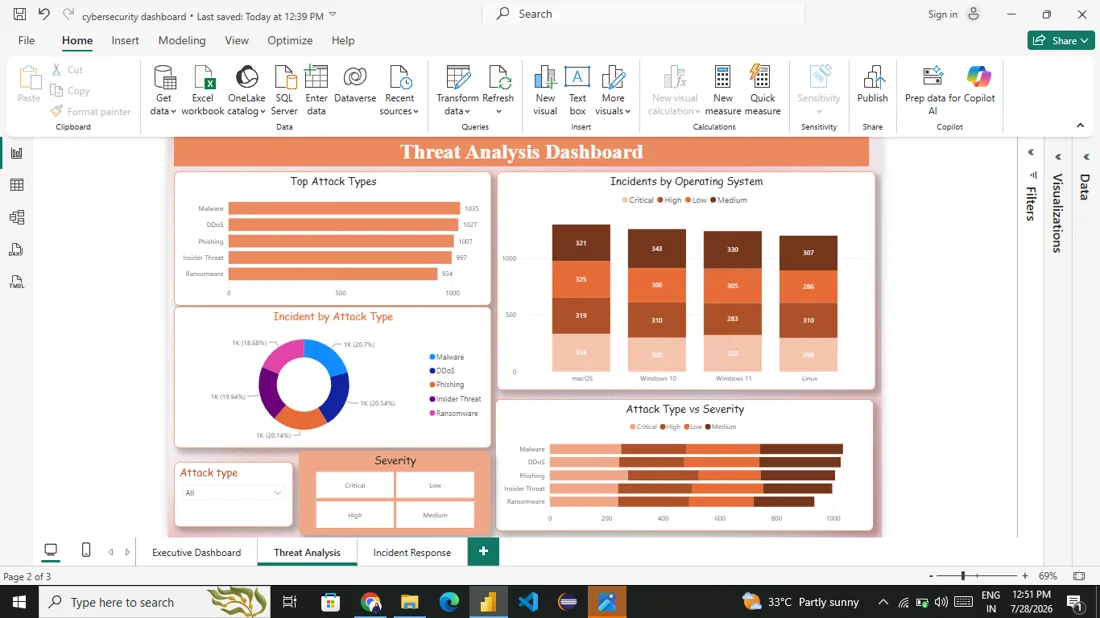 cybersecurity dashboard • Last saved: Today at 12:39 PM
Search
Sign in
File Home Insert Modeling View Optimize Help
Share
Paste
Cut
Copy
Format painter
Clipboard
Get data
Excel workbook
OneLake catalog
SQL Server
Enter data
Dataverse
Recent sources
Data
Transform data
Refresh
Queries
New visual
Text box
More visuals
Insert
New visual calculation
New measure
Quick measure
Calculations
Sensitivity
Sensitivity
Publish
Share
Prep data for AI
Copilot
Copilot
DAX
TMDL
Threat Analysis Dashboard
Top Attack Types
Malware 1035
DDoS 1027
Phishing 1007
Insider Threat 997
Ransomware 934
0 500 1000
Incidents by Operating System
Critical High Low Medium
1000
500
0
321 343 330 307
325 306 305 286
319 310 283 310
macOS Windows 10 Windows 11 Linux
Incident by Attack Type
1K (18.68%)
1K (20.7%)
1K (19.94%)
1K (20.54%)
1K (20.14%)
Malware
DDoS
Phishing
Insider Threat
Ransomware
Attack Type vs Severity
Critical High Low Medium
Malware
DDoS
Phishing
Insider Threat
Ransomware
0 200 400 600 800 1000
Attack type
All
Severity
Critical Low
High Medium
Filters
Visualizations
Data
Executive Dashboard Threat Analysis Incident Response
Page 2 of 3
69%
Type here to search
33°C Partly sunny
ENG
IN
12:51 PM
7/28/2026
1